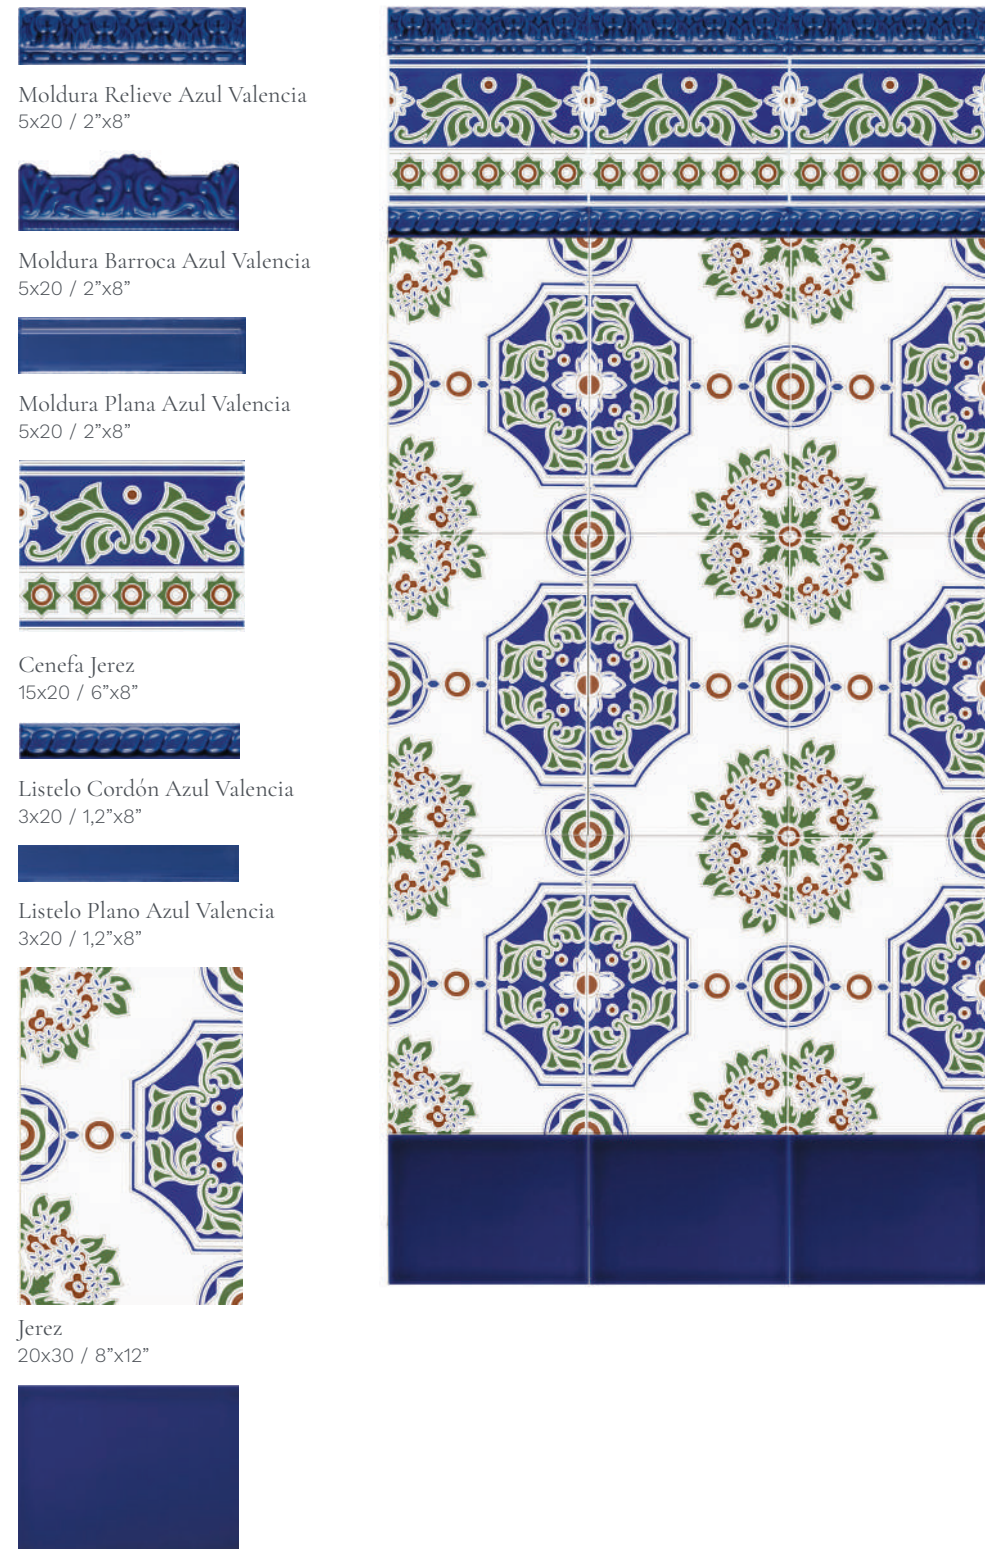 Moldura Relieve Azul Valencia
5x20 / 2”x8”
Moldura Barroca Azul Valencia
5x20 / 2”x8”
Moldura Plana Azul Valencia
5x20 / 2”x8”
Cenefa Jerez
15x20 / 6”x8”
Listelo Cordón Azul Valencia
3x20 / 1,2”x8”
Listelo Plano Azul Valencia
3x20 / 1,2”x8”
Jerez
20x30 / 8”x12”